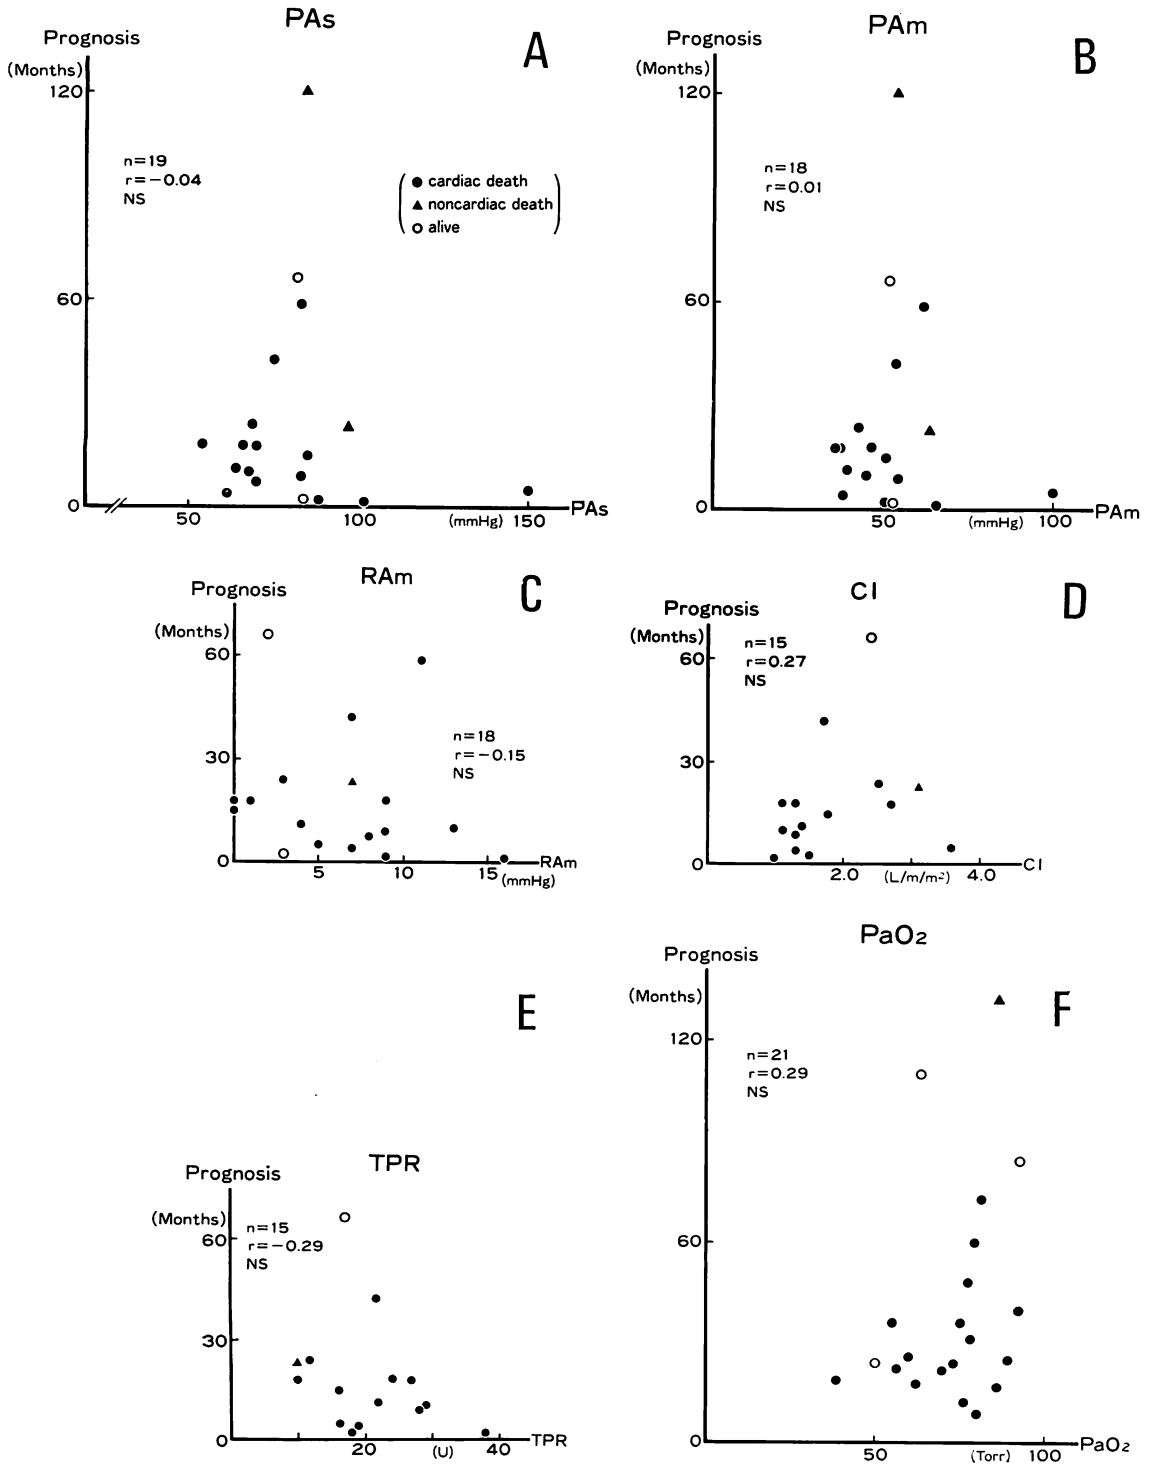 PAs
A
Prognosis
(Months)
120
n=19
r=-0.04
NS
● cardiac death
▲ noncardiac death
○ alive
60
0
50
100
(mmHg)
150
PAs
PAm
B
Prognosis
(Months)
120
n=18
r=0.01
NS
60
0
50
(mmHg)
100
PAm
RAm
C
Prognosis
(Months)
60
n=18
r=-0.15
NS
30
0
5
10
15
(mmHg)
RAm
CI
D
Prognosis
(Months)
60
n=15
r=0.27
NS
30
0
2.0
(L/m/m²)
4.0
CI
E
TPR
Prognosis
(Months)
60
n=15
r=-0.29
NS
30
0
0
20
(U)
40
TPR
PaO₂
F
Prognosis
(Months)
120
n=21
r=0.29
NS
60
0
50
(Torr)
100
PaO₂